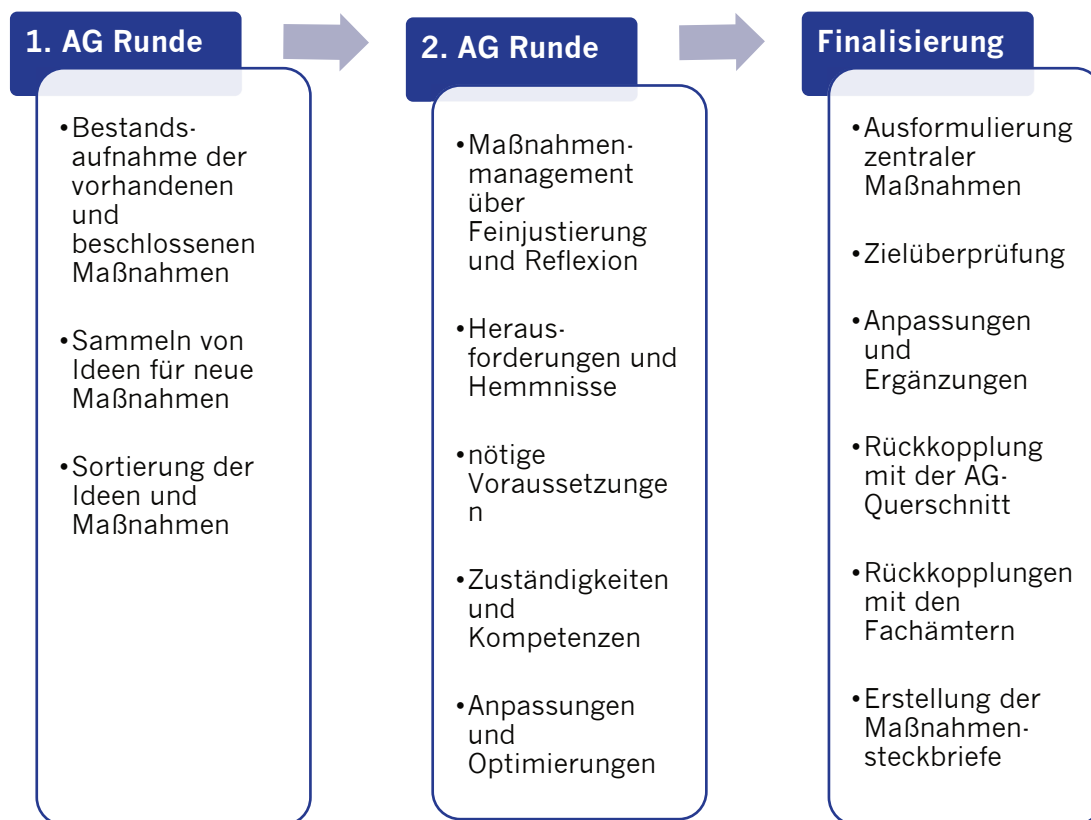 1. AG Runde
•Bestands-
aufnahme der
vorhandenen
und
beschlossenen
Maßnahmen
•Sammeln von
Ideen für neue
Maßnahmen
•Sortierung der
Ideen und
Maßnahmen
2. AG Runde
•Maßnahmen-
management
über
Feinjustierung
und Reflexion
•Heraus-
forderungen und
Hemmnisse
•nötige
Voraussetzunge
n
•Zuständigkeiten
und
Kompetenzen
•Anpassungen
und
Optimierungen
Finalisierung
•Ausformulierung
zentraler
Maßnahmen
•Zielüberprüfung
•Anpassungen
und
Ergänzungen
•Rückkopplung
mit der AG-
Querschnitt
•Rückkopplungen
mit den
Fachämtern
•Erstellung der
Maßnahmen-
steckbriefe